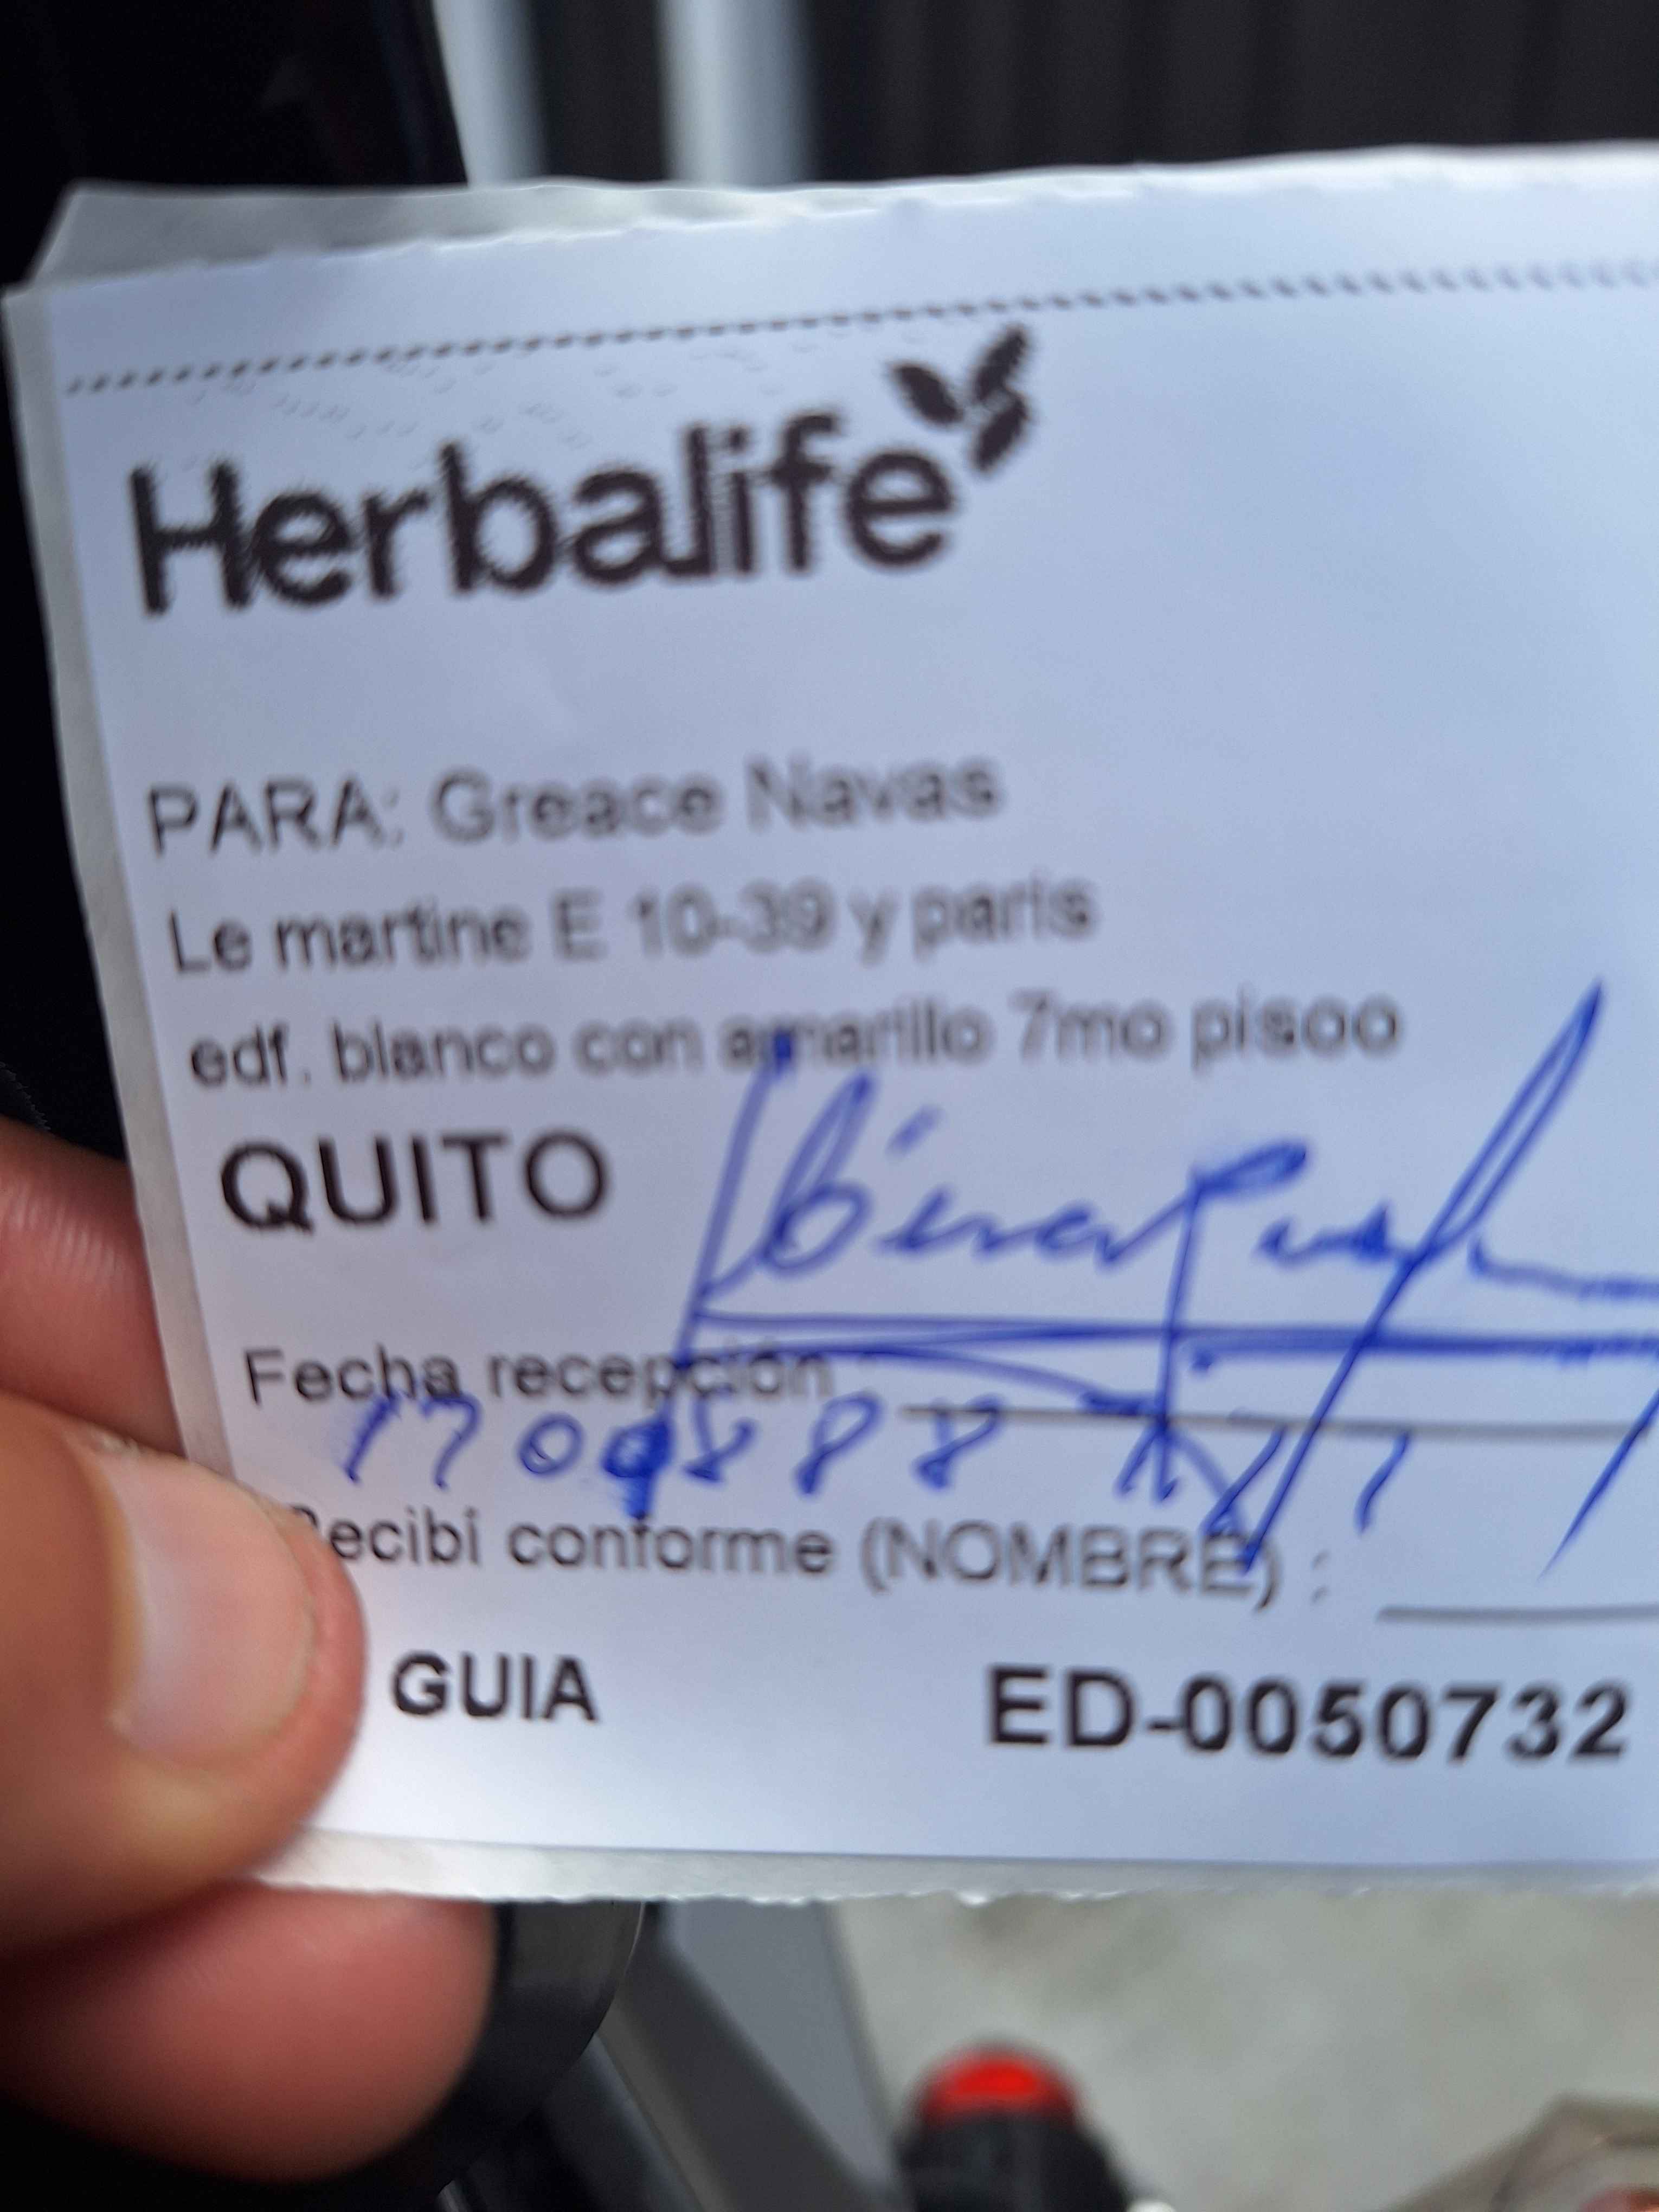 Herbalife
PARA: Greace Navas
Le martine E 10-39 y paris
edf. blanco con amarillo 7mo pisoo
QUITO
Fecha recepción
ecibí conforme (NOMBRE) :
GUIA ED-0050732